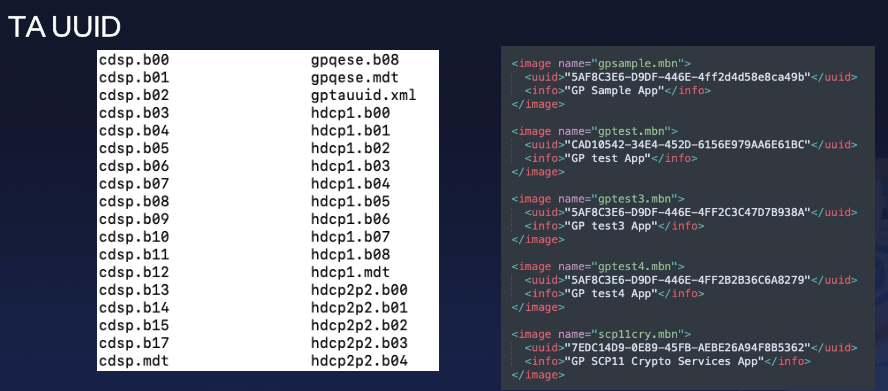 TA UUID
cdsp.b00
cdsp.b01
cdsp.b02
cdsp.b03
cdsp.b04
cdsp.b05
cdsp.b06
cdsp.b07
cdsp.b08
cdsp.b09
cdsp.b10
cdsp.b11
cdsp.b12
cdsp.b13
cdsp.b14
cdsp.b15
cdsp.b17
cdsp.mdt
gpqese.b08
gpqese.mdt
gptauuid.xml
hdcp1.b00
hdcp1.b01
hdcp1.b02
hdcp1.b03
hdcp1.b04
hdcp1.b05
hdcp1.b06
hdcp1.b07
hdcp1.b08
hdcp1.mdt
hdcp2p2.b00
hdcp2p2.b01
hdcp2p2.b02
hdcp2p2.b03
hdcp2p2.b04
<image name="gpsample.mbn">
<uuid>"5AF8C3E6-D9DF-446E-4ff2d4d58e8ca49b"</uuid>
<info>"GP Sample App"</info>
</image>
<image name="gptest.mbn">
<uuid>"CAD10542-34E4-452D-6156E979AA6E61BC"</uuid>
<info>"GP test App"</info>
</image>
<image name="gptest3.mbn">
<uuid>"5AF8C3E6-D9DF-446E-4FF2C3C47D7B938A"</uuid>
<info>"GP test3 App"</info>
</image>
<image name="gptest4.mbn">
<uuid>"5AF8C3E6-D9DF-446E-4FF2B2B36C6A8279"</uuid>
<info>"GP test4 App"</info>
</image>
<image name="scp11cry.mbn">
<uuid>"7EDC14D9-0E89-45FB-AEBE26A94F8B5362"</uuid>
<info>"GP SCP11 Crypto Services App"</info>
</image>